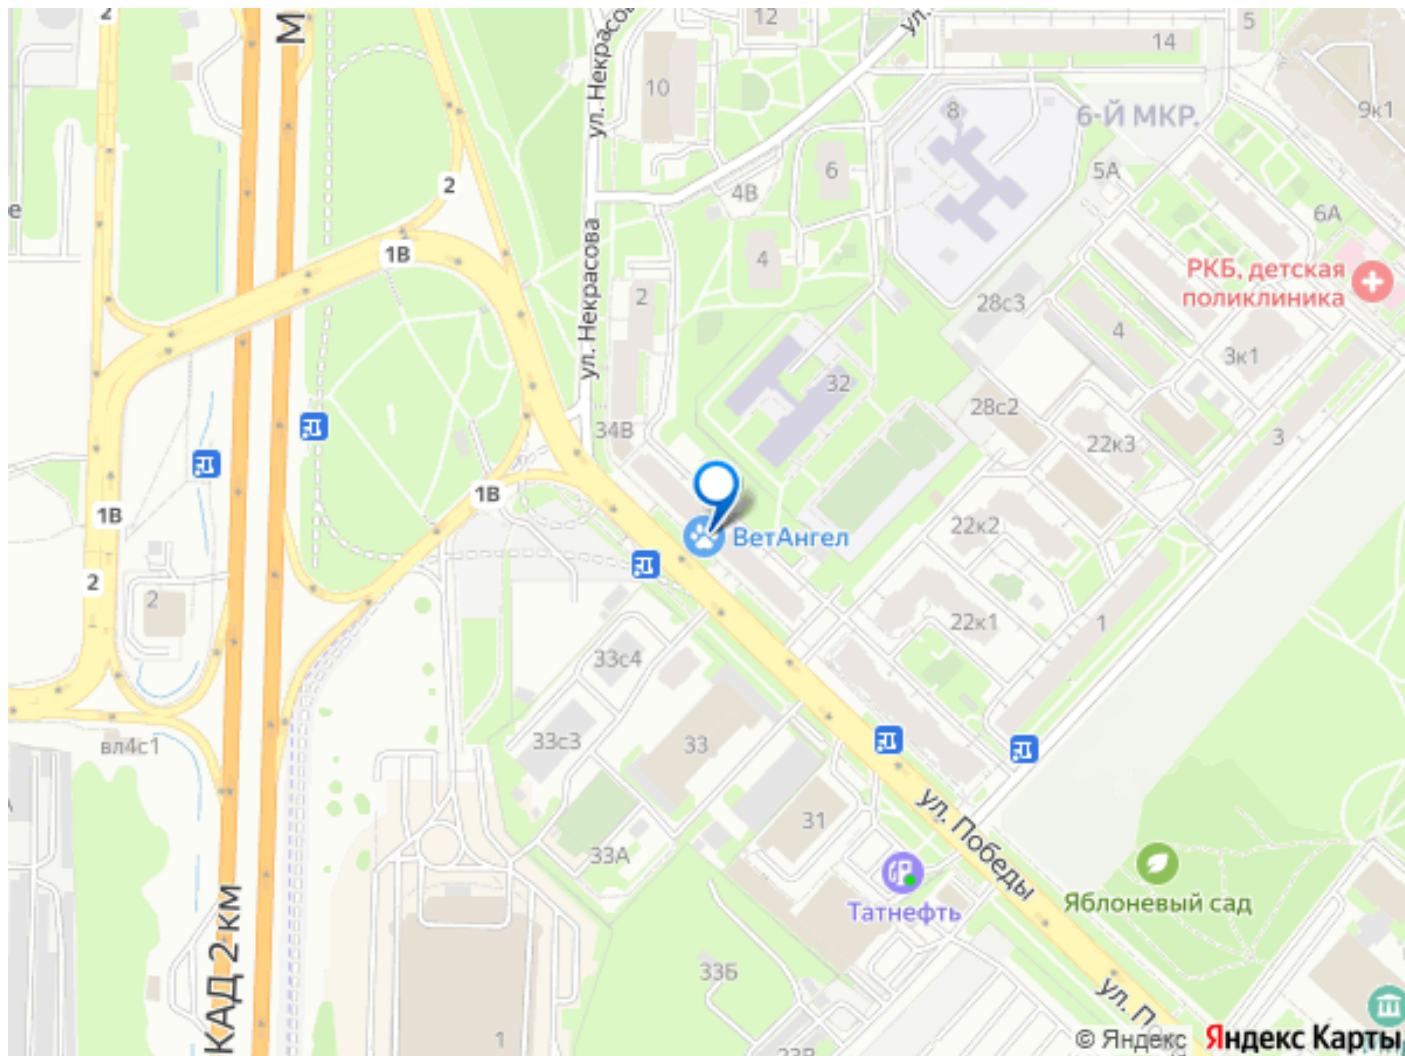 2
М
ул. Некрасова
12
ул.
14
5
10
8
6-Й МКР.
9к1
6
5А
4В
2
6А
е
1В
ул. Некрасова
4
РКБ, детская
поликлиника
2
28с3
4
3к1
32
28с2
34В
22к3
3
1В
1В
22к2
ВетАнгел
2
2
22к1
1
33с4
вл4с1
33с3
33
31
ул. Победы
33А
Татнефть
Яблоневый сад
КАД 2 км
33Б
ул. П
1
© Яндекс
Яндекс Карты